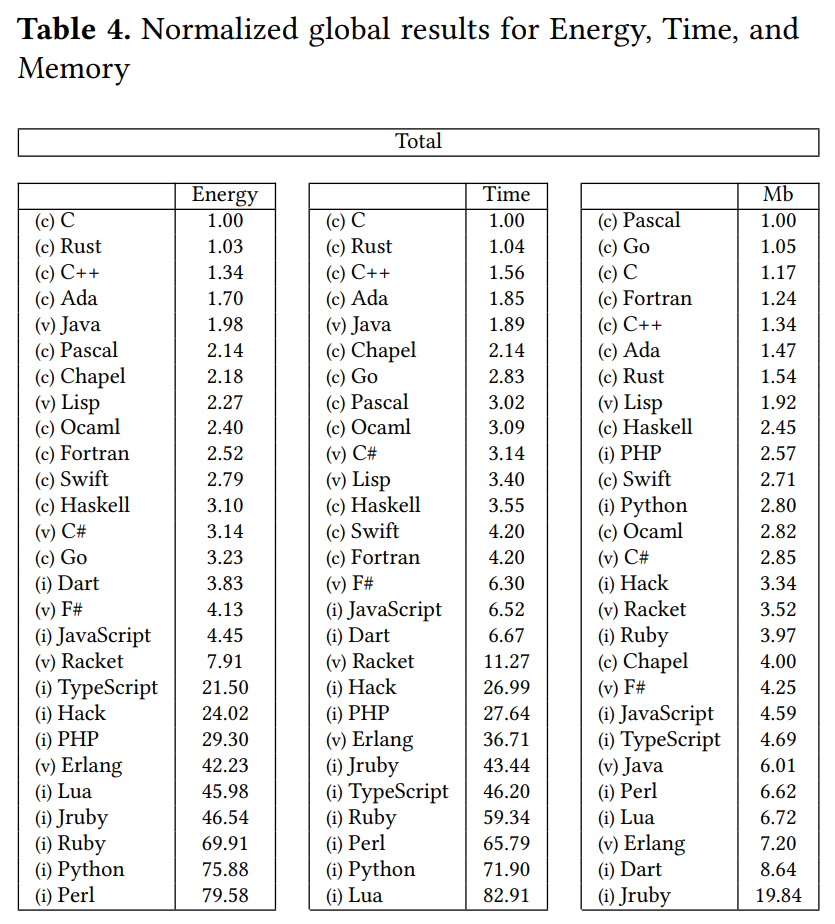 Table 4. Normalized global results for Energy, Time, and
Memory
Total
Energy
(c) C 1.00
(c) Rust 1.03
(c) C++ 1.34
(c) Ada 1.70
(v) Java 1.98
(c) Pascal 2.14
(c) Chapel 2.18
(v) Lisp 2.27
(c) Ocaml 2.40
(c) Fortran 2.52
(c) Swift 2.79
(c) Haskell 3.10
(v) C# 3.14
(c) Go 3.23
(i) Dart 3.83
(v) F# 4.13
(i) JavaScript 4.45
(v) Racket 7.91
(i) TypeScript 21.50
(i) Hack 24.02
(i) PHP 29.30
(v) Erlang 42.23
(i) Lua 45.98
(i) Jruby 46.54
(i) Ruby 69.91
(i) Python 75.88
(i) Perl 79.58
Time
(c) C 1.00
(c) Rust 1.04
(c) C++ 1.56
(c) Ada 1.85
(v) Java 1.89
(c) Chapel 2.14
(c) Go 2.83
(c) Pascal 3.02
(c) Ocaml 3.09
(v) C# 3.14
(v) Lisp 3.40
(c) Haskell 3.55
(c) Swift 4.20
(c) Fortran 4.20
(v) F# 6.30
(i) JavaScript 6.52
(i) Dart 6.67
(v) Racket 11.27
(i) Hack 26.99
(i) PHP 27.64
(v) Erlang 36.71
(i) Jruby 43.44
(i) TypeScript 46.20
(i) Ruby 59.34
(i) Perl 65.79
(i) Python 71.90
(i) Lua 82.91
Mb
(c) Pascal 1.00
(c) Go 1.05
(c) C 1.17
(c) Fortran 1.24
(c) C++ 1.34
(c) Ada 1.47
(c) Rust 1.54
(v) Lisp 1.92
(c) Haskell 2.45
(i) PHP 2.57
(c) Swift 2.71
(i) Python 2.80
(c) Ocaml 2.82
(v) C# 2.85
(i) Hack 3.34
(v) Racket 3.52
(i) Ruby 3.97
(c) Chapel 4.00
(v) F# 4.25
(i) JavaScript 4.59
(i) TypeScript 4.69
(v) Java 6.01
(i) Perl 6.62
(i) Lua 6.72
(v) Erlang 7.20
(i) Dart 8.64
(i) Jruby 19.84